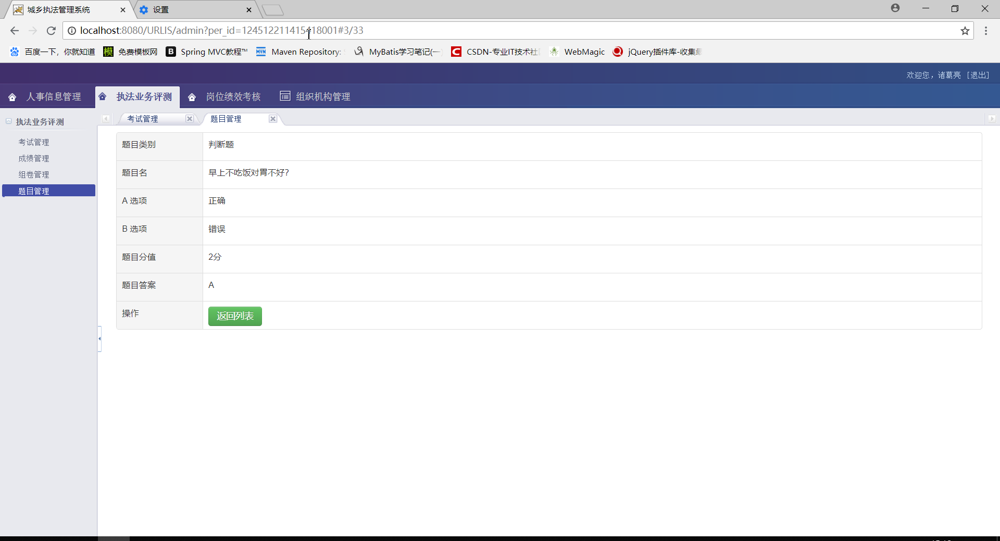 城乡执法管理系统
设置
localhost:8080/URLIS/admin?per_id=124512211415418001#3/33
百度一下，你就知道
免费模板网
Spring MVC教程™
Maven Repository:
MyBatis学习笔记(一
CSDN-专业IT技术社
WebMagic
jQuery插件库-收集最
欢迎您，诸葛亮 [退出]
人事信息管理
执法业务评测
岗位绩效考核
组织机构管理
执法业务评测
考试管理
成绩管理
组卷管理
题目管理
考试管理
题目管理
题目类别 判断题
题目名 早上不吃饭对胃不好?
A 选项 正确
B 选项 错误
题目分值 2分
题目答案 A
操作 返回列表